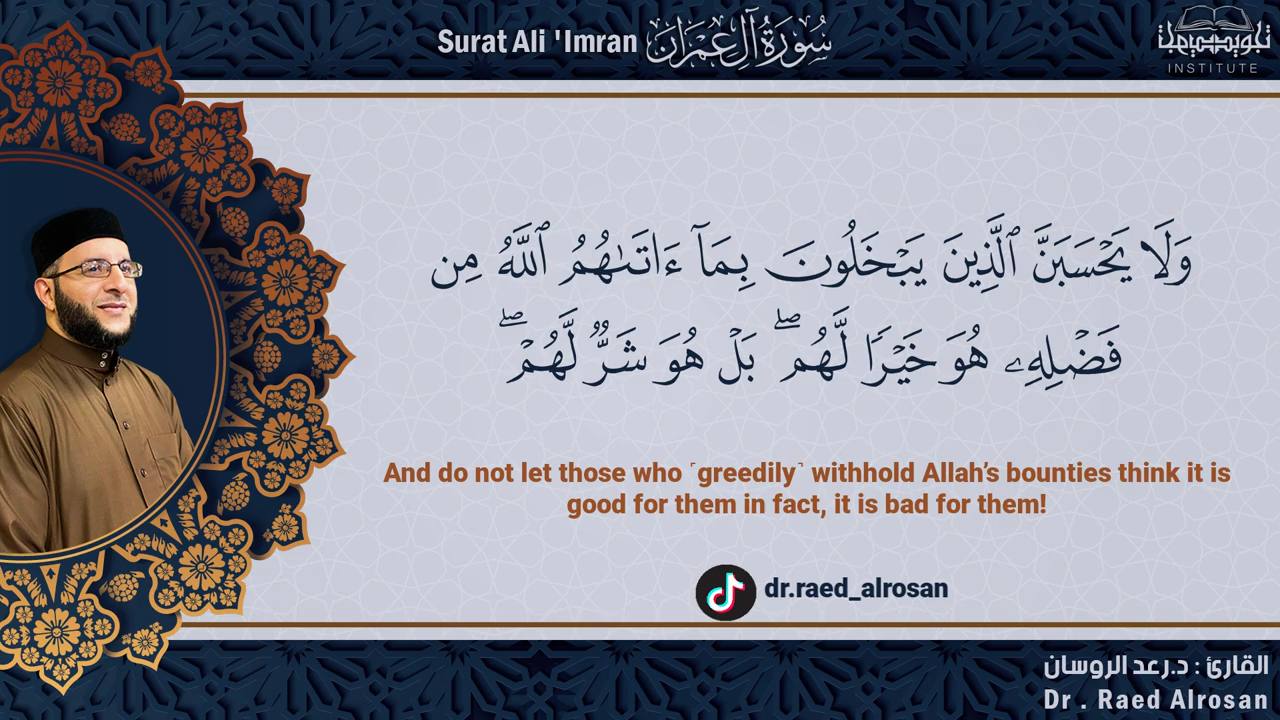 Surat Ali 'Imran سُورَةُ آلِ عِمْرَانَ
INSTITUTE
وَلَا يَحْسَبَنَّ ٱلَّذِينَ يَبْخَلُونَ بِمَآ ءَاتَىٰهُمُ ٱللَّهُ مِن
فَضْلِهِۦ هُوَ خَيْرًا لَّهُم ۖ بَلْ هُوَ شَرٌّ لَّهُمْ ۖ
And do not let those who ˹greedily˺ withhold Allah’s bounties think it is
good for them in fact, it is bad for them!
dr.raed_alrosan
القارئ : د.رعد الروسان
Dr . Raed Alrosan